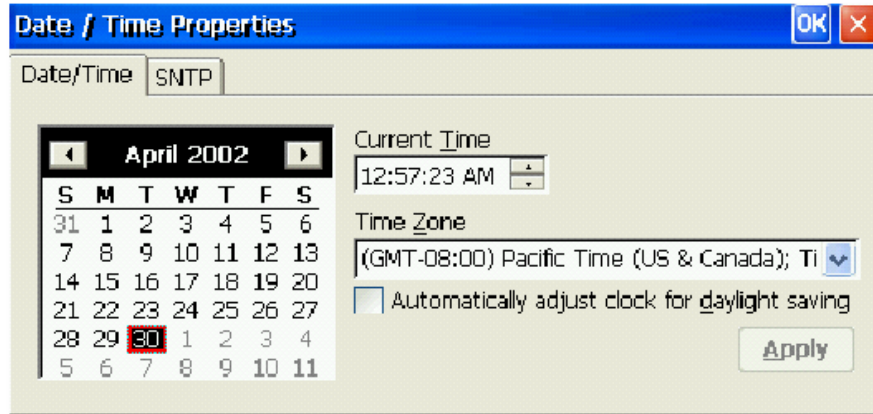 Date / Time Properties OK
Date/Time SNTP
April 2002
S M T W T F S
31 1 2 3 4 5 6
7 8 9 10 11 12 13
14 15 16 17 18 19 20
21 22 23 24 25 26 27
28 29 30 1 2 3 4
5 6 7 8 9 10 11
Current Time
12:57:23 AM
Time Zone
(GMT-08:00) Pacific Time (US & Canada); Ti
Automatically adjust clock for daylight saving
Apply